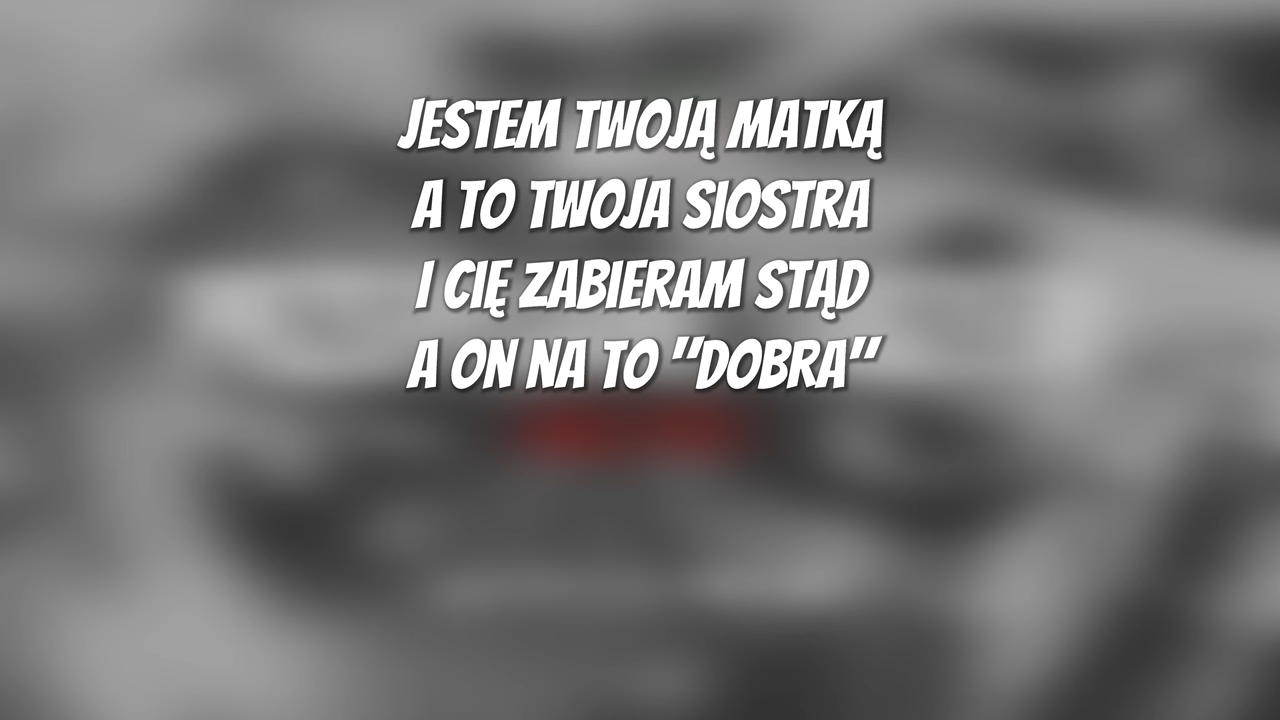 JESTEM TWOJĄ MATKĄ
A TO TWOJA SIOSTRA
I CIĘ ZABIERAM STĄD
A ON NA TO "DOBRA"